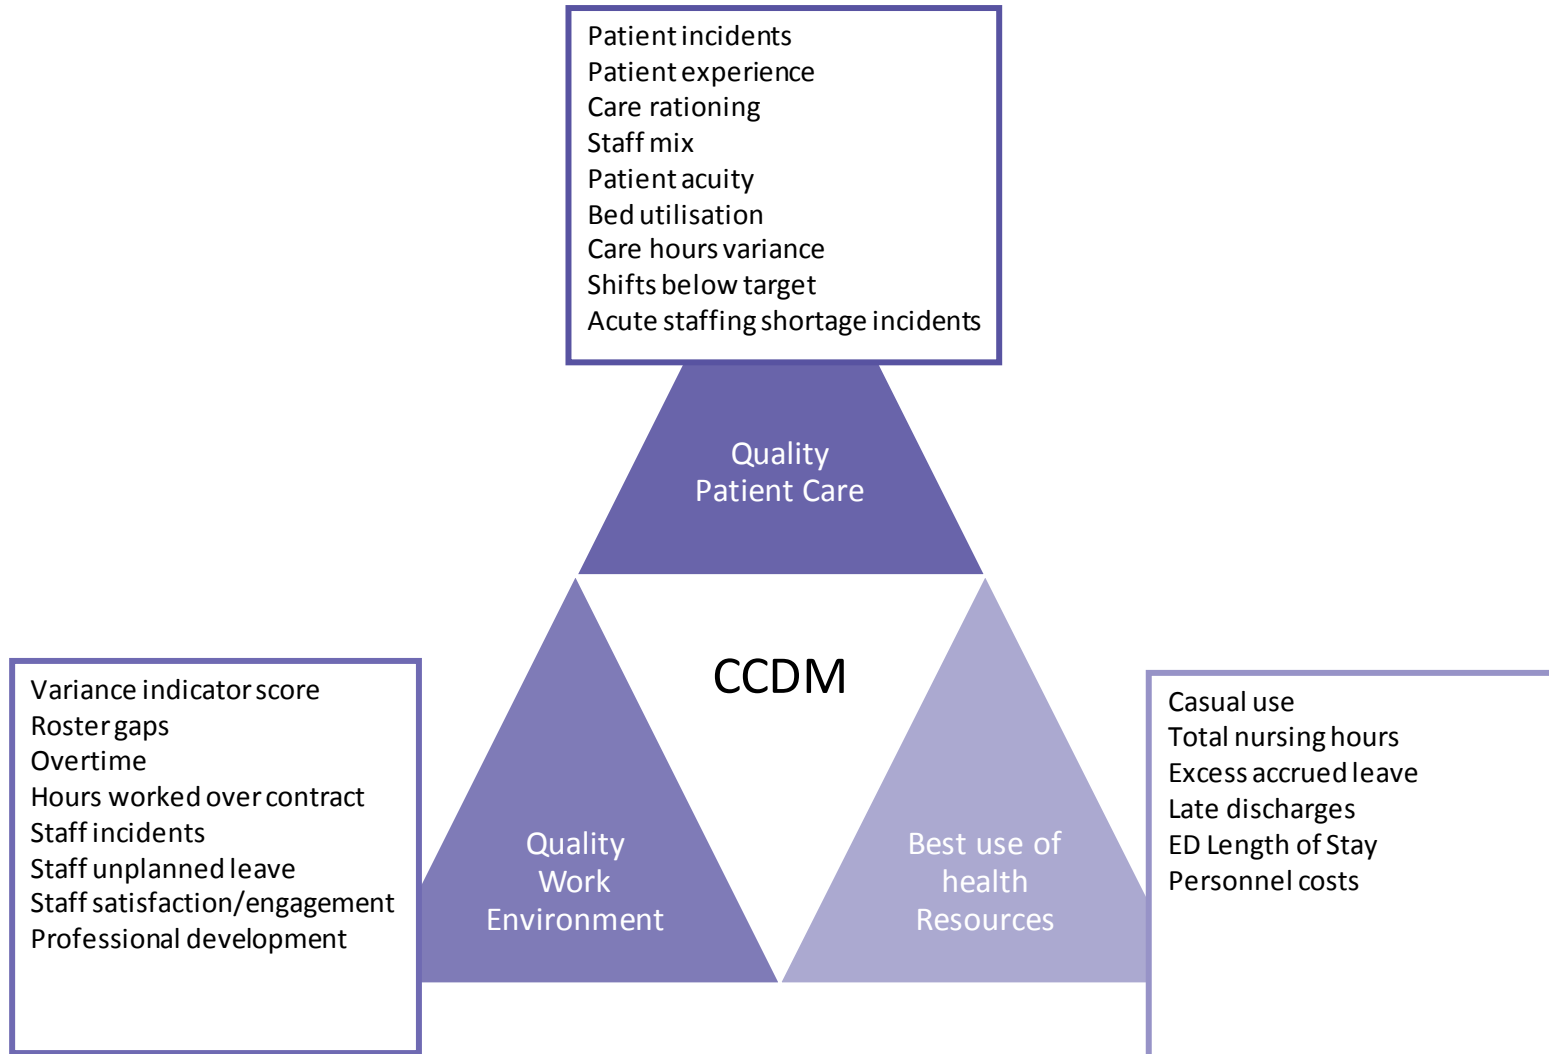 Patient incidents
Patient experience
Care rationing
Staff mix
Patient acuity
Bed utilisation
Care hours variance
Shifts below target
Acute staffing shortage incidents
Quality
Patient Care
CCDM
Variance indicator score
Roster gaps
Overtime
Hours worked over contract
Staff incidents
Staff unplanned leave
Staff satisfaction/engagement
Professional development
Quality
Work
Environment
Best use of
health
Resources
Casual use
Total nursing hours
Excess accrued leave
Late discharges
ED Length of Stay
Personnel costs